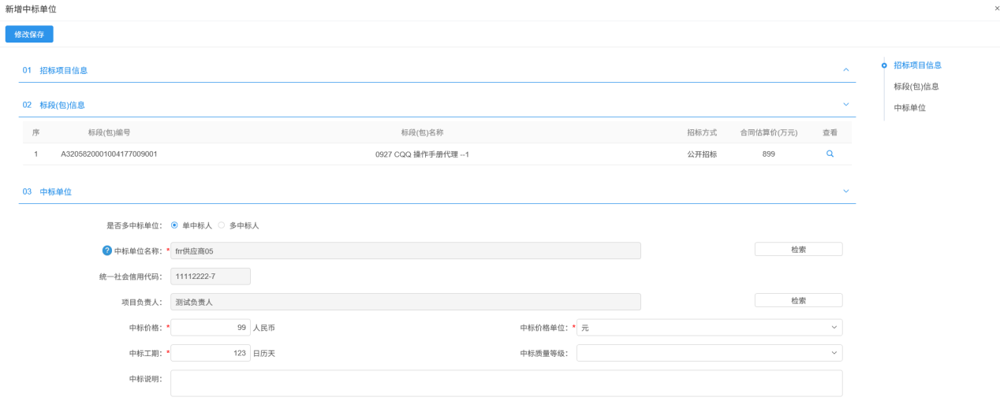 新增中标单位 ×
修改保存
01 招标项目信息
02 标段(包)信息
序 标段(包)编号 标段(包)名称 招标方式 合同估算价(万元) 查看
1 A3205820001004177009001 0927 CQQ 操作手册代理 --1 公开招标 899
03 中标单位
是否多中标单位: 单中标人 多中标人
? 中标单位名称: * frr供应商05 检索
统一社会信用代码: 11112222-7
项目负责人: 测试负责人 检索
中标价格: * 99 人民币 中标价格单位: * 元
中标工期: * 123 日历天 中标质量等级:
中标说明:
招标项目信息
标段(包)信息
中标单位